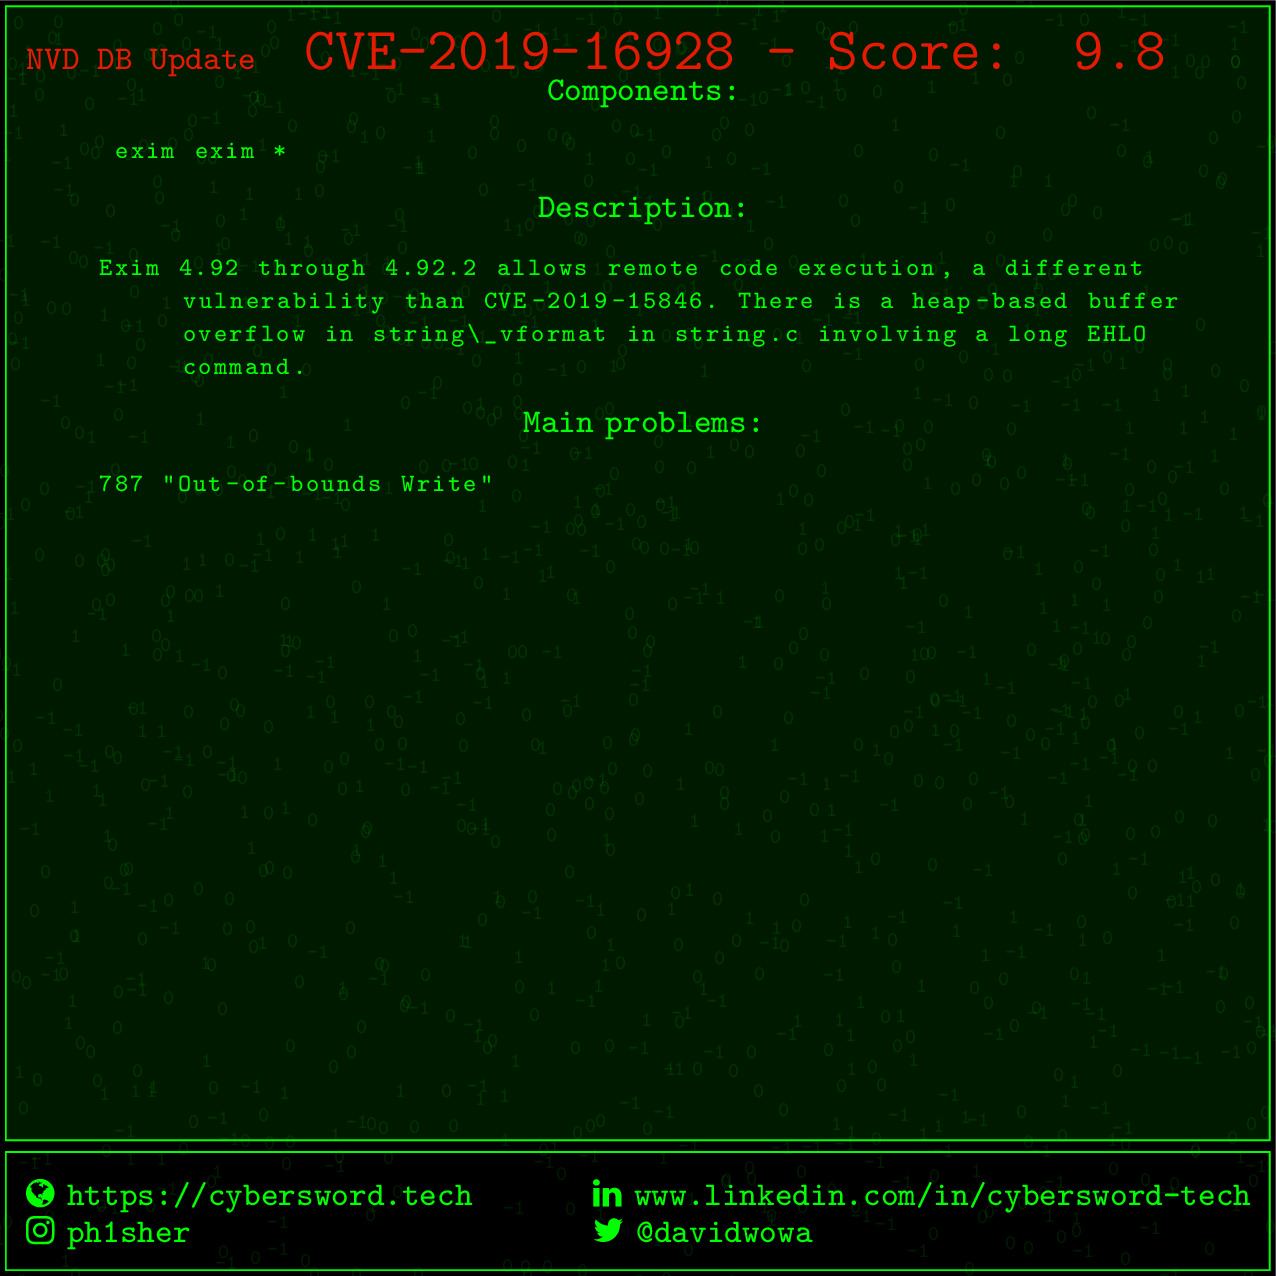 NVD DB Update CVE-2019-16928 - Score: 9.8
Components:
exim exim *
Description:
Exim 4.92 through 4.92.2 allows remote code execution, a different
vulnerability than CVE-2019-15846. There is a heap-based buffer
overflow in string\_vformat in string.c involving a long EHLO
command.
Main problems:
787 "Out-of-bounds Write"
https://cybersword.tech www.linkedin.com/in/cybersword-tech
ph1sher @davidwowa